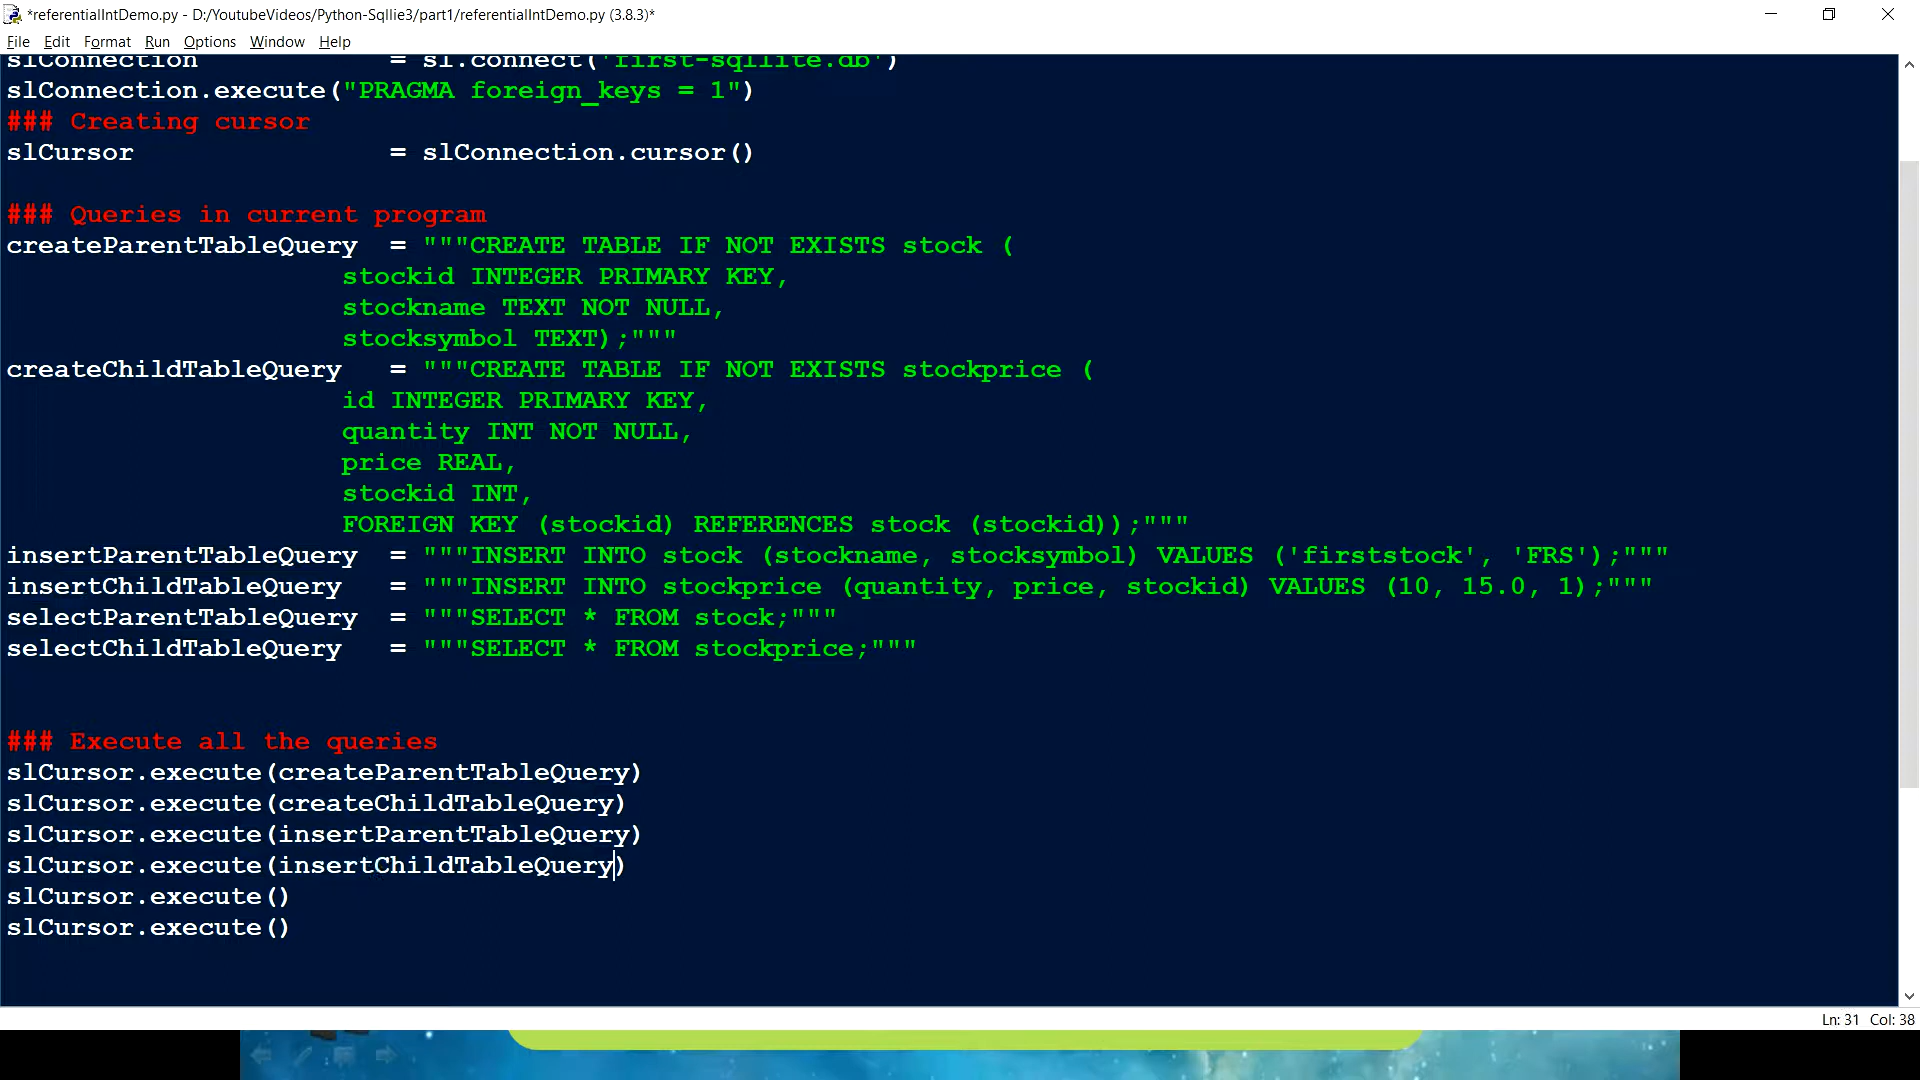 *referentialIntDemo.py - D:/YoutubeVideos/Python-Sqllie3/part1/referentialIntDemo.py (3.8.3)*
File Edit Format Run Options Window Help
slConnection = sl.connect('first-sqllite.db')
slConnection.execute("PRAGMA foreign_keys = 1")
### Creating cursor
slCursor = slConnection.cursor()
### Queries in current program
createParentTableQuery = """CREATE TABLE IF NOT EXISTS stock (
stockid INTEGER PRIMARY KEY,
stockname TEXT NOT NULL,
stocksymbol TEXT);"""
createChildTableQuery = """CREATE TABLE IF NOT EXISTS stockprice (
id INTEGER PRIMARY KEY,
quantity INT NOT NULL,
price REAL,
stockid INT,
FOREIGN KEY (stockid) REFERENCES stock (stockid));"""
insertParentTableQuery = """INSERT INTO stock (stockname, stocksymbol) VALUES ('firststock', 'FRS');"""
insertChildTableQuery = """INSERT INTO stockprice (quantity, price, stockid) VALUES (10, 15.0, 1);"""
selectParentTableQuery = """SELECT * FROM stock;"""
selectChildTableQuery = """SELECT * FROM stockprice;"""
### Execute all the queries
slCursor.execute(createParentTableQuery)
slCursor.execute(createChildTableQuery)
slCursor.execute(insertParentTableQuery)
slCursor.execute(insertChildTableQuery)
slCursor.execute()
slCursor.execute()
Ln: 31 Col: 38